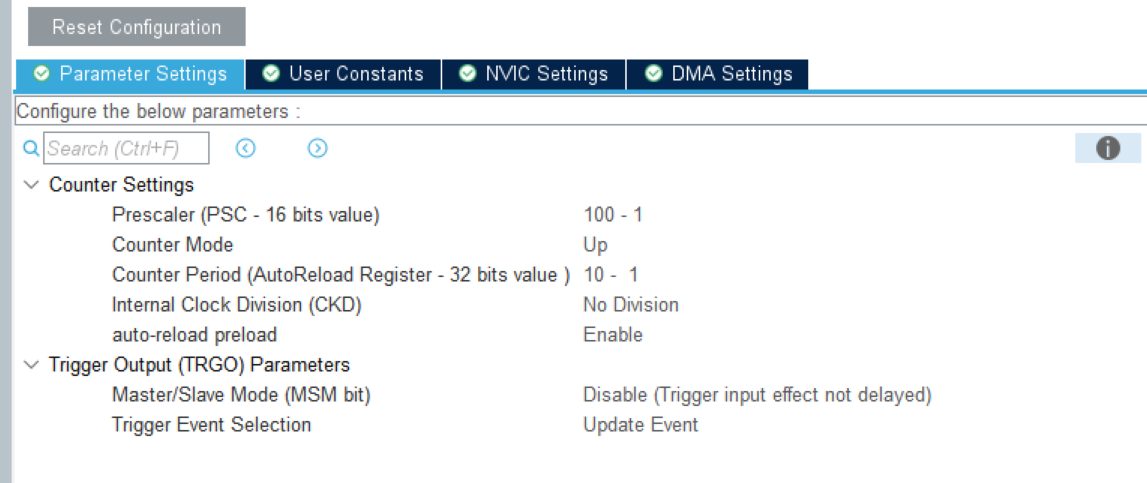 Reset Configuration
Parameter Settings User Constants NVIC Settings DMA Settings
Configure the below parameters :
Search (Ctrl+F)
Counter Settings
Prescaler (PSC - 16 bits value) 100 - 1
Counter Mode Up
Counter Period (AutoReload Register - 32 bits value ) 10 - 1
Internal Clock Division (CKD) No Division
auto-reload preload Enable
Trigger Output (TRGO) Parameters
Master/Slave Mode (MSM bit) Disable (Trigger input effect not delayed)
Trigger Event Selection Update Event